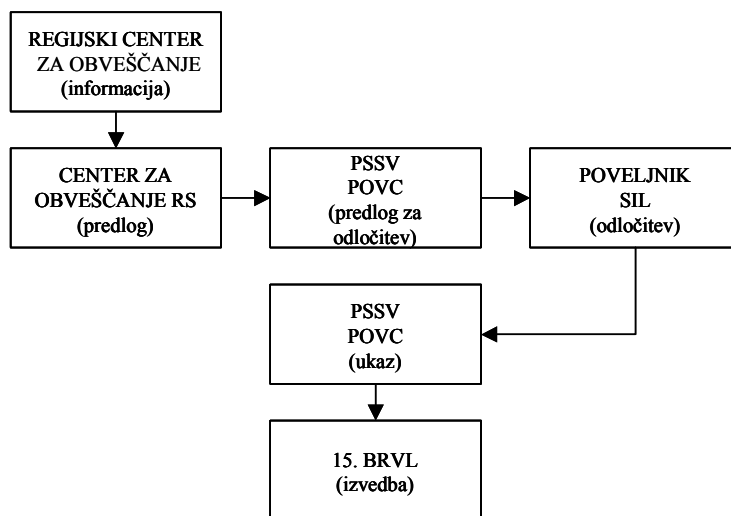 REGIJSKI CENTER
ZA OBVEŠČANJE
(informacija)
CENTER ZA
OBVEŠČANJE RS
(predlog)
PSSV
POVC
(predlog za
odločitev)
POVELJNIK
SIL
(odločitev)
PSSV
POVC
(ukaz)
15. BRVL
(izvedba)